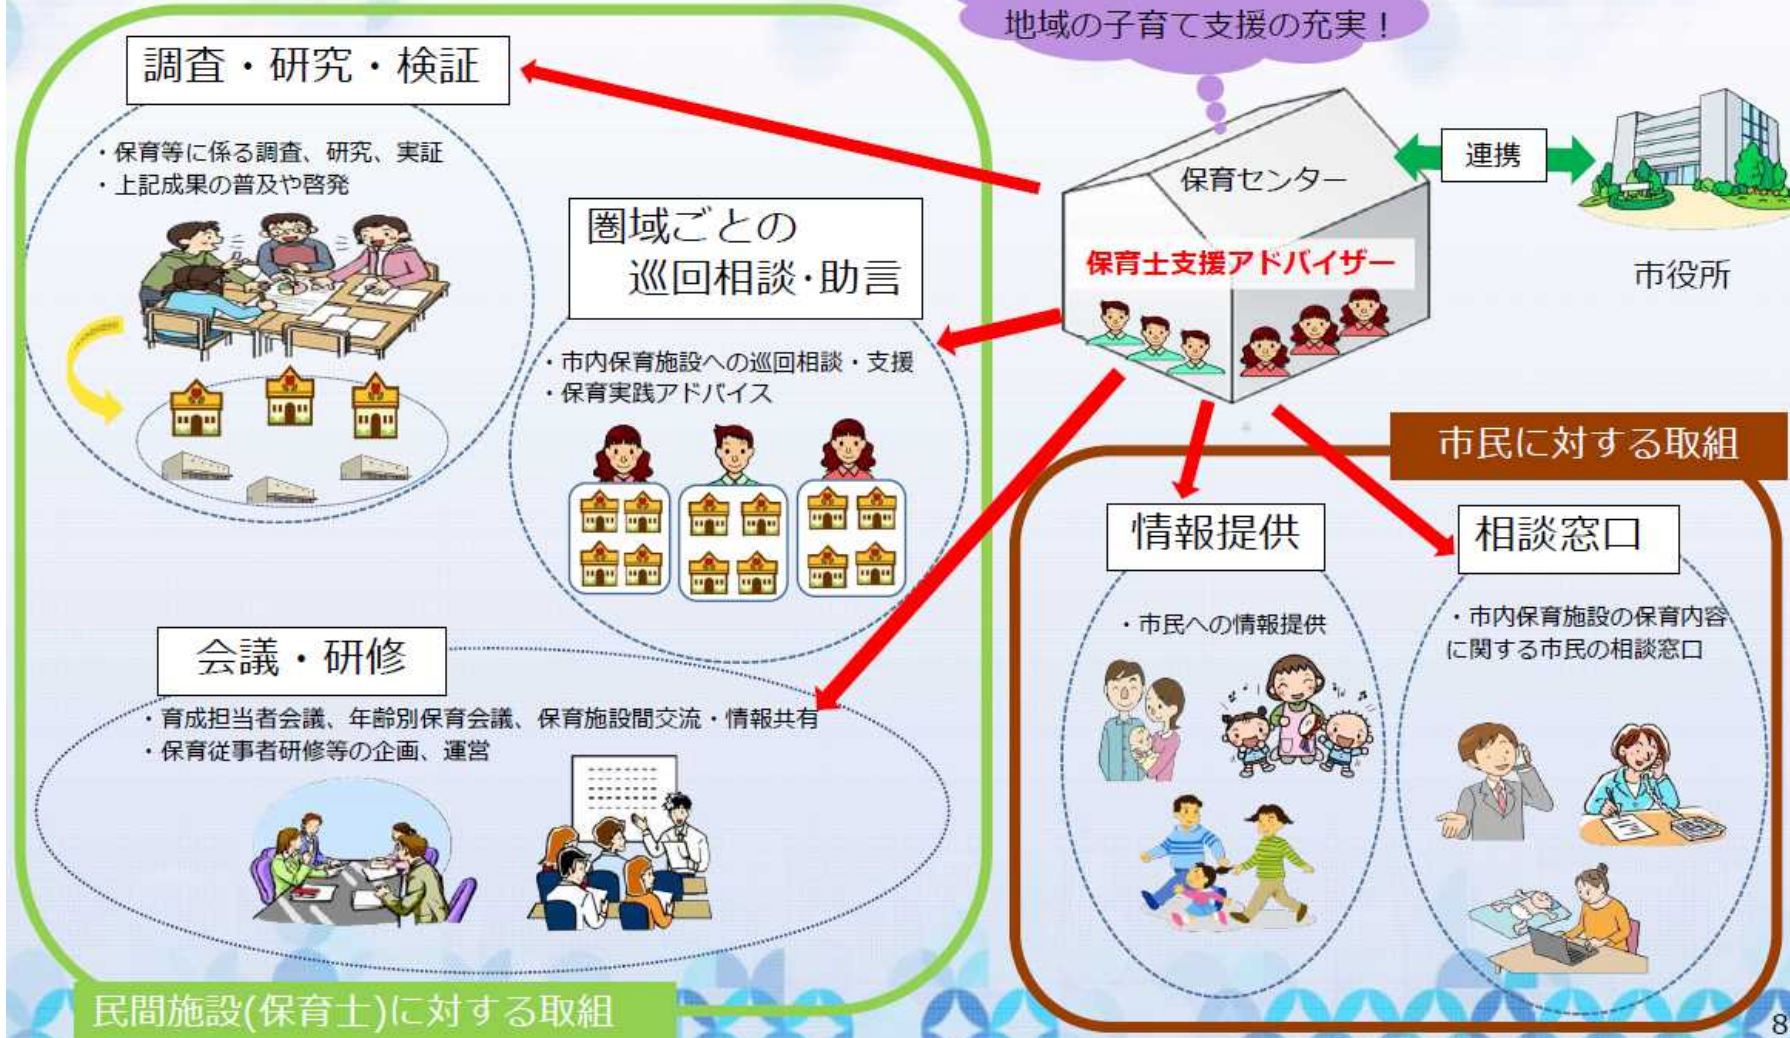 地域の子育て支援の充実！
調査・研究・検証
・保育等に係る調査、研究、実証
・上記成果の普及や啓発
圏域ごとの
巡回相談･助言
・市内保育施設への巡回相談・支援
・保育実践アドバイス
会議・研修
・育成担当者会議、年齢別保育会議、保育施設間交流・情報共有
・保育従事者研修等の企画、運営
民間施設(保育士)に対する取組
保育センター
保育士支援アドバイザー
連携
市役所
市民に対する取組
情報提供
・市民への情報提供
相談窓口
・市内保育施設の保育内容
に関する市民の相談窓口
8